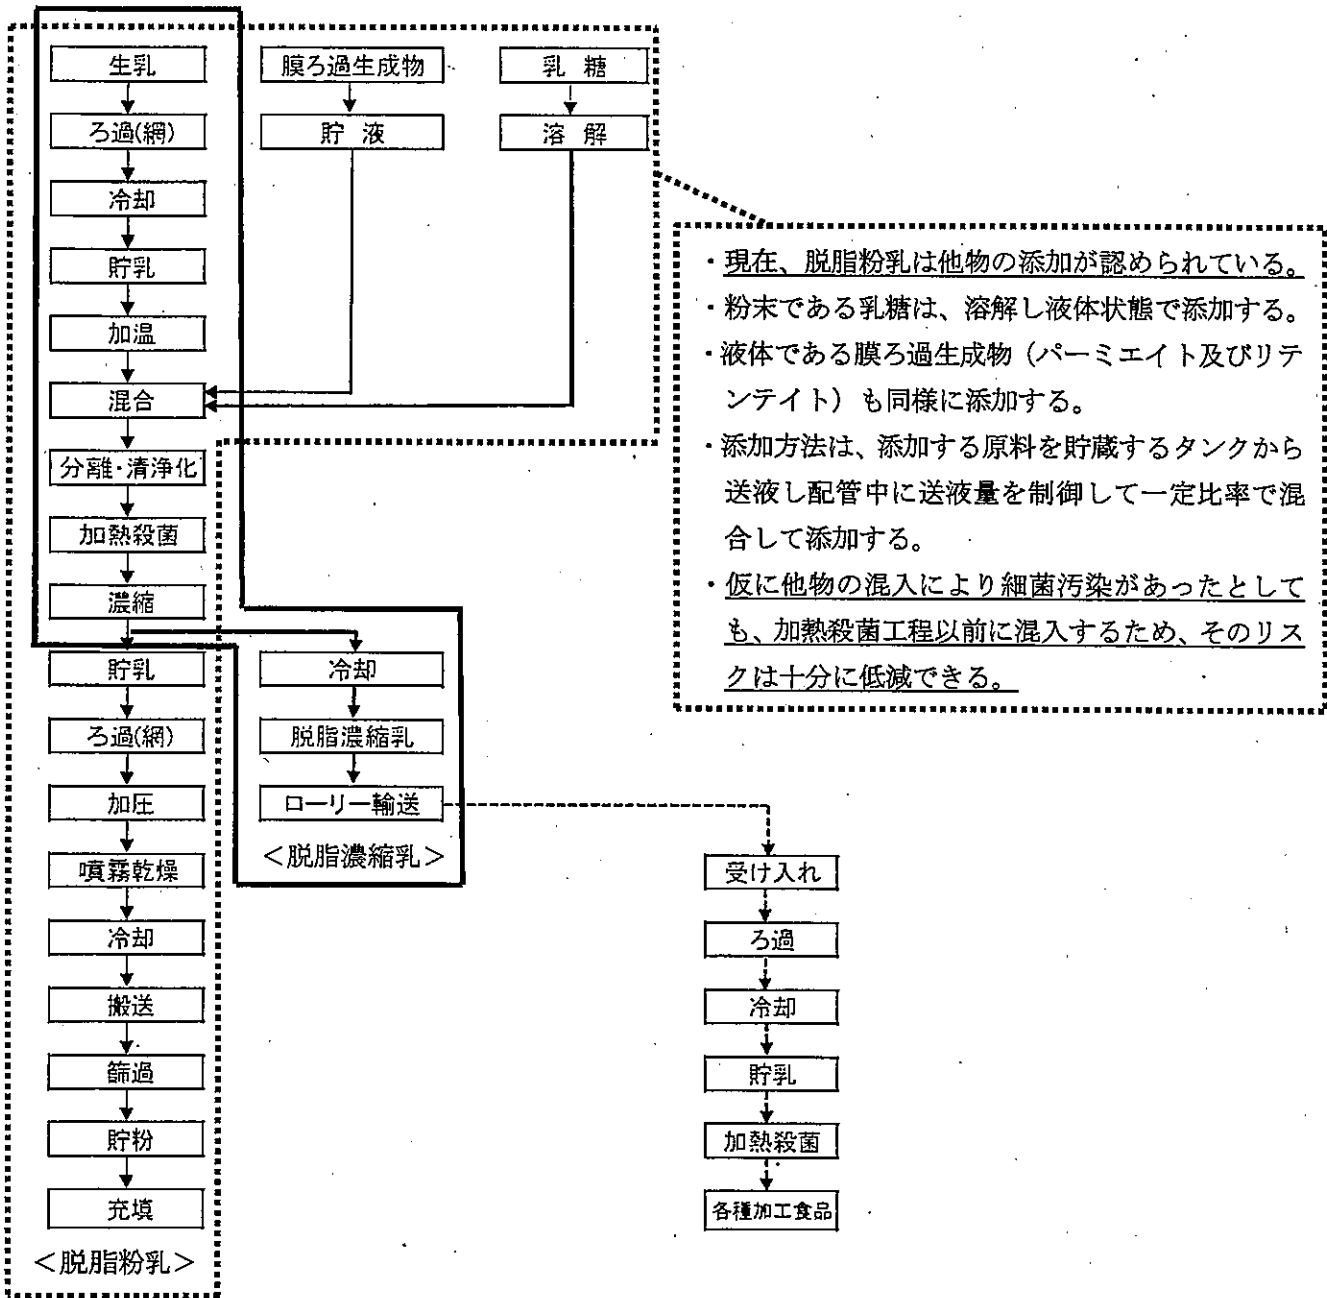 生乳
ろ過(網)
冷却
貯乳
加温
混合
分離・清浄化
加熱殺菌
濃縮
貯乳
ろ過(網)
加圧
噴霧乾燥
冷却
搬送
篩過
貯粉
充填
＜脱脂粉乳＞
膜ろ過生成物
貯 液
乳 糖
溶 解
冷却
脱脂濃縮乳
ローリー輸送
＜脱脂濃縮乳＞
受け入れ
ろ過
冷却
貯乳
加熱殺菌
各種加工食品
・現在、脱脂粉乳は他物の添加が認められている。
・粉末である乳糖は、溶解し液体状態で添加する。
・液体である膜ろ過生成物（パーミエイト及びリテ
ンテイト）も同様に添加する。
・添加方法は、添加する原料を貯蔵するタンクから
送液し配管中に送液量を制御して一定比率で混
合して添加する。
・仮に他物の混入により細菌汚染があったとして
も、加熱殺菌工程以前に混入するため、そのリス
クは十分に低減できる。